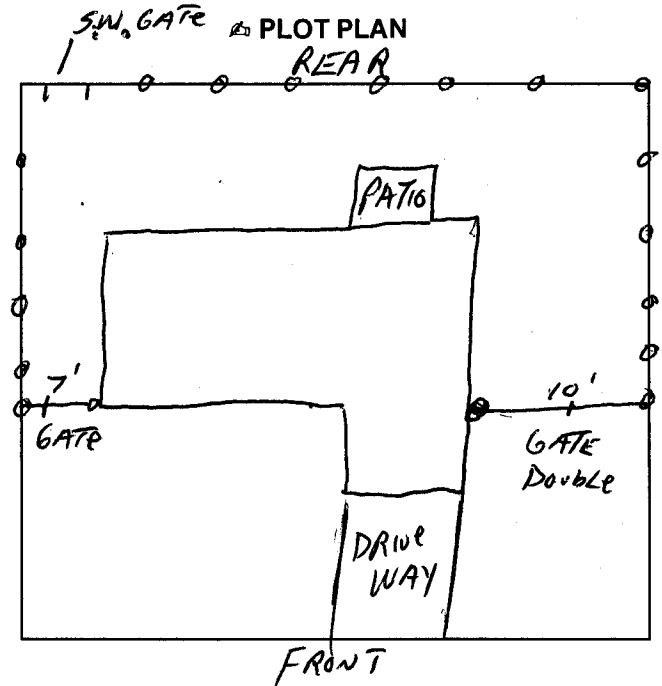 S.W. GATe
PLOT PLAN
REAR
PATIO
7'
GATe
10'
GATE
DoubLe
DRIve
WAY
FRONT